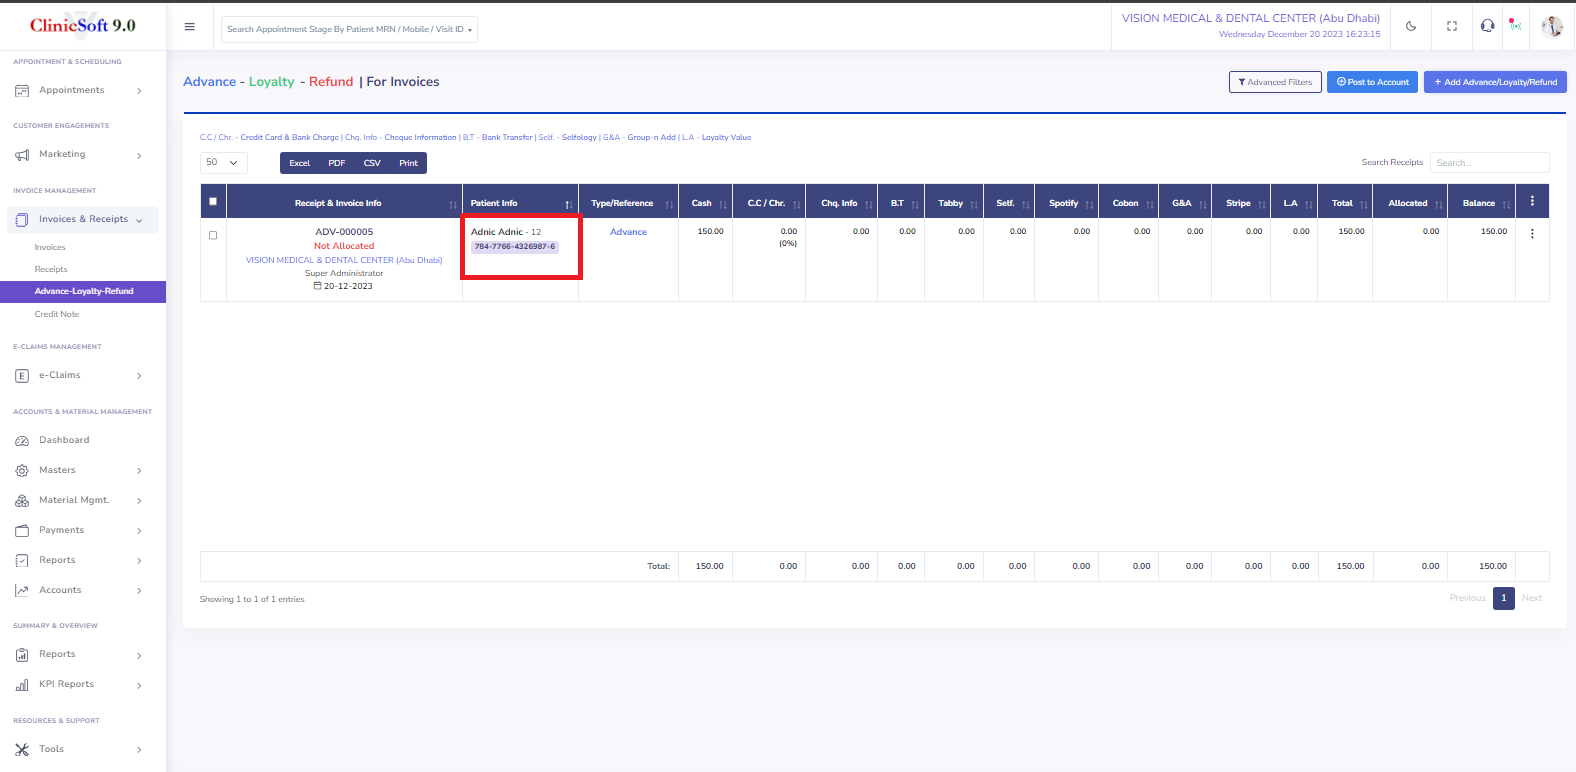 ClinicSoft 9.0
Search Appointment Stage By Patient MRN / Mobile / Visit ID
VISION MEDICAL & DENTAL CENTER (Abu Dhabi)
Wednesday December 20 2023 16:23:15
APPOINTMENT & SCHEDULING
Appointments
CUSTOMER ENGAGEMENTS
Marketing
INVOICE MANAGEMENT
Invoices & Receipts
Invoices
Receipts
Advance-Loyalty-Refund
Credit Note
E-CLAIMS MANAGEMENT
E e-Claims
ACCOUNTS & MATERIAL MANAGEMENT
Dashboard
Masters
Material Mgmt.
Payments
Reports
Accounts
SUMMARY & OVERVIEW
Reports
KPI Reports
RESOURCES & SUPPORT
Tools
Advance - Loyalty - Refund | For Invoices
Advanced Filters Post to Account + Add Advance/Loyalty/Refund
C.C / Chr. - Credit Card & Bank Charge | Chq. Info - Cheque Information | B.T - Bank Transfer | Self. - Selfology | G&A - Group-n Add | L.A - Loyalty Value
50 Excel PDF CSV Print Search Receipts Search...
Receipt & Invoice Info Patient Info Type/Reference Cash C.C / Chr. Chq. Info B.T Tabby Self. Spotify Cobon G&A Stripe L.A Total Allocated Balance
ADV-000005 Adnic Adnic - 12 Advance 150.00 0.00 0.00 0.00 0.00 0.00 0.00 0.00 0.00 0.00 0.00 150.00 0.00 150.00
Not Allocated 784-7766-4326987-6 (0%)
VISION MEDICAL & DENTAL CENTER (Abu Dhabi)
Super Administrator
20-12-2023
Total: 150.00 0.00 0.00 0.00 0.00 0.00 0.00 0.00 0.00 0.00 0.00 150.00 0.00 150.00
Showing 1 to 1 of 1 entries Previous 1 Next